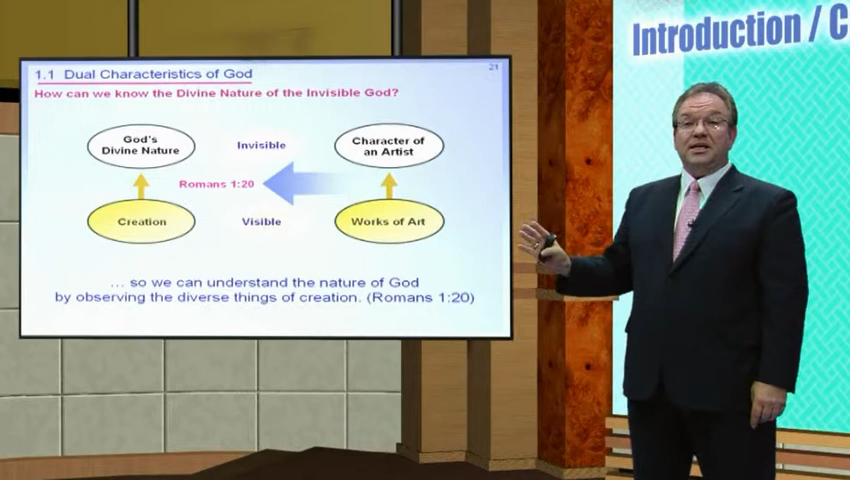 Introduction / C
1.1 Dual Characteristics of God
21
How can we know the Divine Nature of the Invisible God?
God's
Divine Nature
Invisible
Character of
an Artist
Romans 1:20
Creation
Visible
Works of Art
... so we can understand the nature of God
by observing the diverse things of creation. (Romans 1:20)